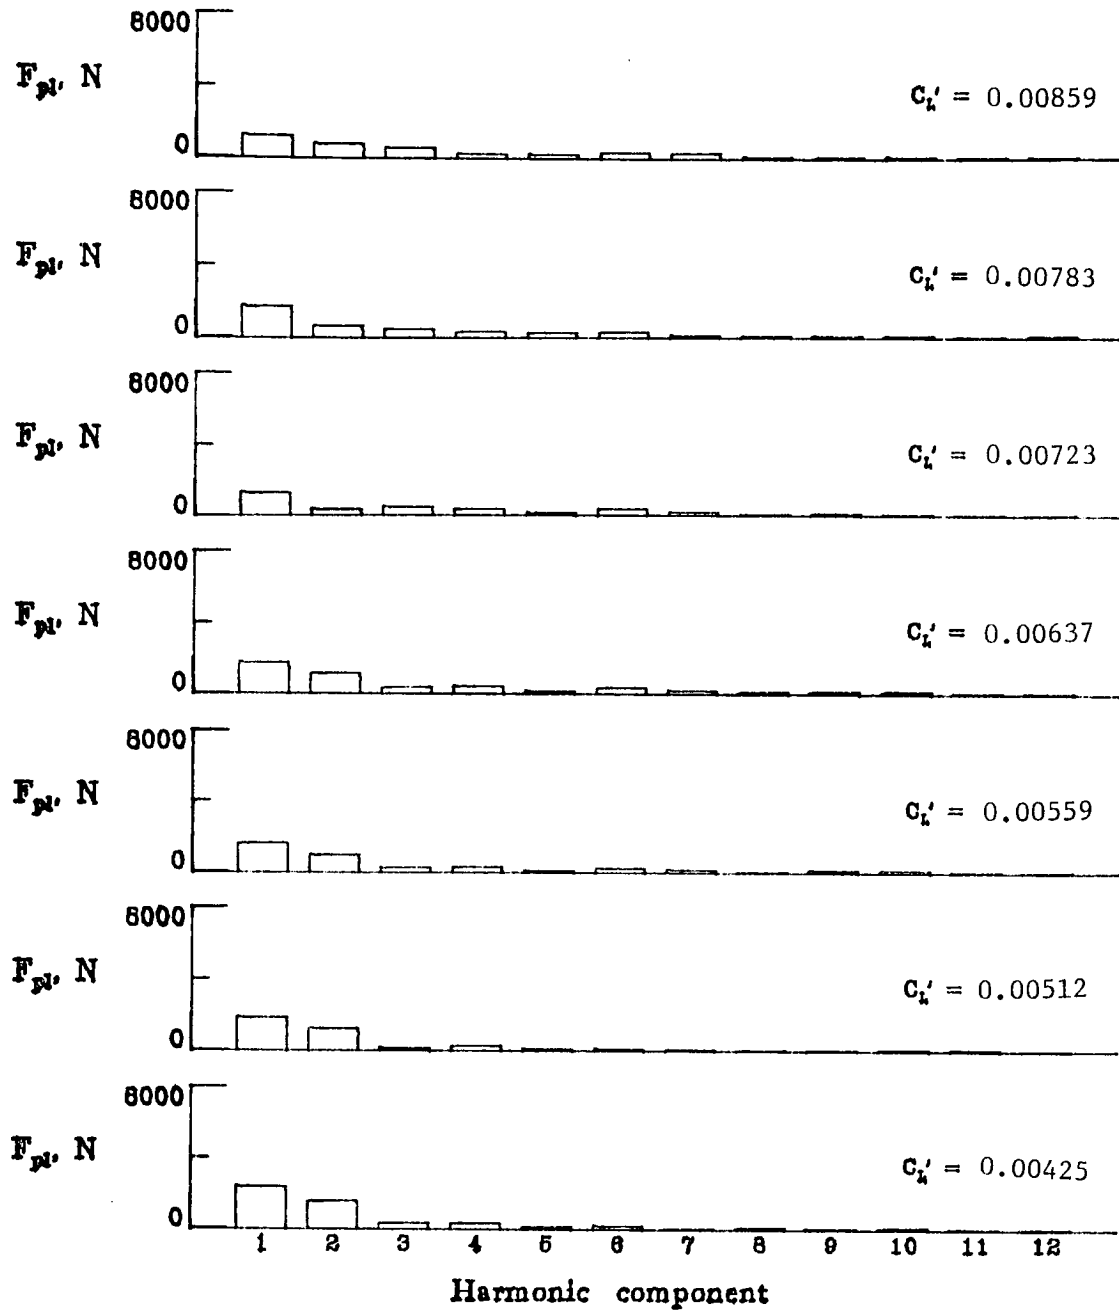 8000
F_pl, N
C_L' = 0.00859
0
8000
F_pl, N
C_L' = 0.00783
0
8000
F_pl, N
C_L' = 0.00723
0
8000
F_pl, N
C_L' = 0.00637
0
8000
F_pl, N
C_L' = 0.00559
0
8000
F_pl, N
C_L' = 0.00512
0
8000
F_pl, N
C_L' = 0.00425
0
1 2 3 4 5 6 7 8 9 10 11 12
Harmonic component